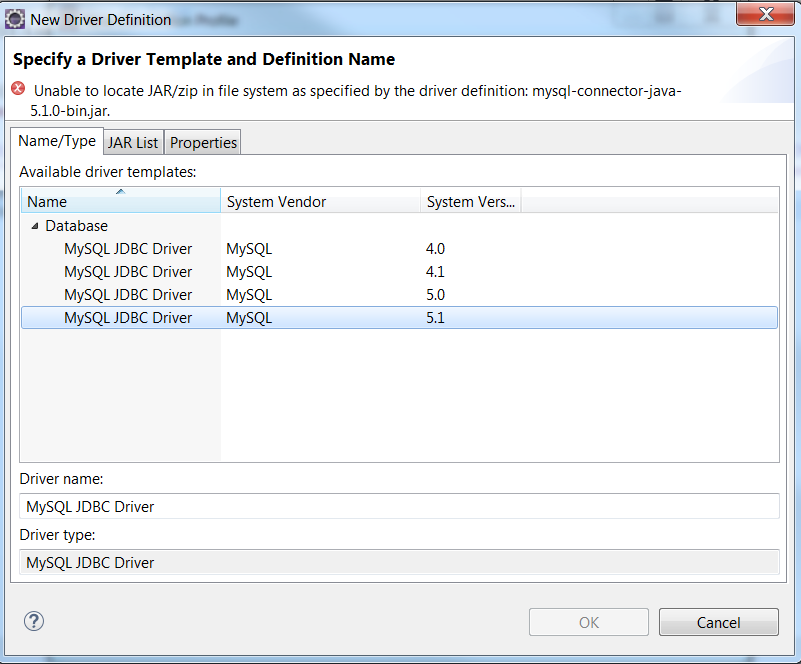 New Driver Definition
Specify a Driver Template and Definition Name
Unable to locate JAR/zip in file system as specified by the driver definition: mysql-connector-java-
5.1.0-bin.jar.
Name/Type JAR List Properties
Available driver templates:
Name System Vendor System Vers...
Database
MySQL JDBC Driver MySQL 4.0
MySQL JDBC Driver MySQL 4.1
MySQL JDBC Driver MySQL 5.0
MySQL JDBC Driver MySQL 5.1
Driver name:
MySQL JDBC Driver
Driver type:
MySQL JDBC Driver
OK Cancel